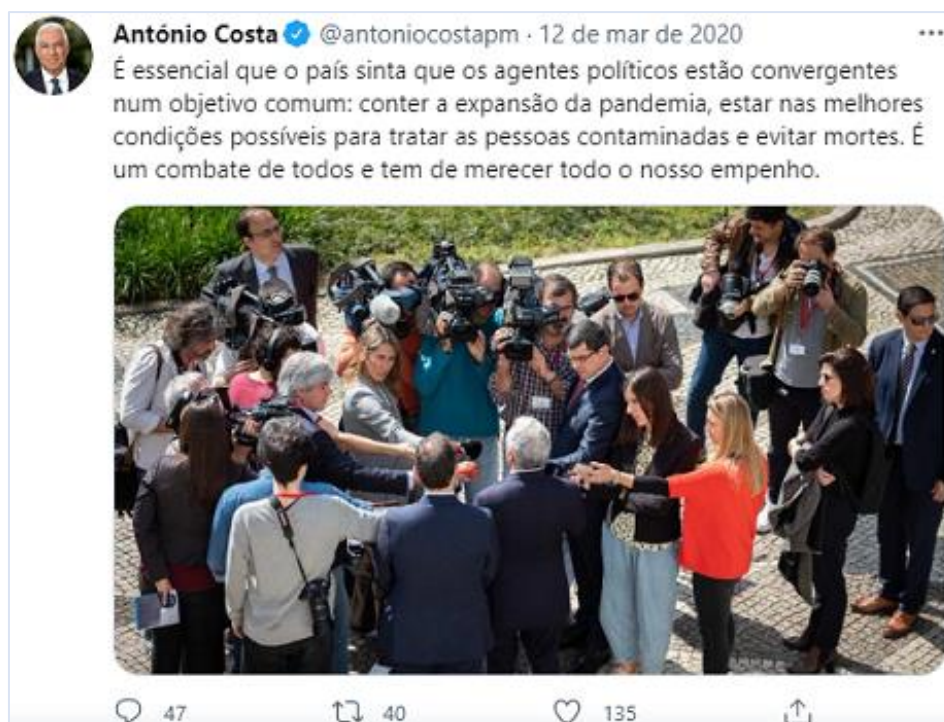 António Costa @antoniocostapm · 12 de mar de 2020
É essencial que o país sinta que os agentes políticos estão convergentes
num objetivo comum: conter a expansão da pandemia, estar nas melhores
condições possíveis para tratar as pessoas contaminadas e evitar mortes. É
um combate de todos e tem de merecer todo o nosso empenho.
47 40 135